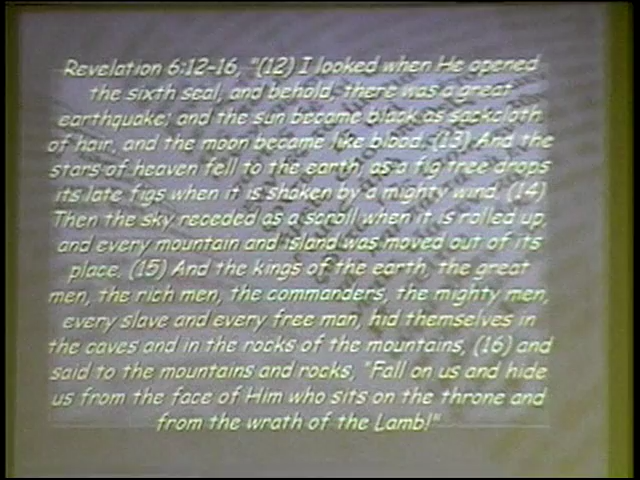 Revelation 6:12-16, "(12) I looked when He opened
the sixth seal, and behold, there was a great
earthquake; and the sun became black as sackcloth
of hair, and the moon became like blood. (13) And the
stars of heaven fell to the earth, as a fig tree drops
its late figs when it is shaken by a mighty wind. (14)
Then the sky receded as a scroll when it is rolled up,
and every mountain and island was moved out of its
place. (15) And the kings of the earth, the great
men, the rich men, the commanders, the mighty men,
every slave and every free man, hid themselves in
the caves and in the rocks of the mountains, (16) and
said to the mountains and rocks, "Fall on us and hide
us from the face of Him who sits on the throne and
from the wrath of the Lamb!"